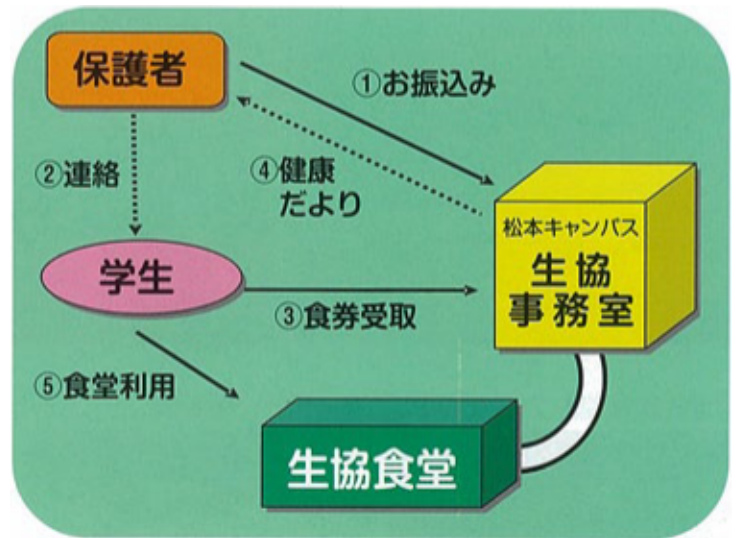 保護者
①お振込み
②連絡
④健康
だより
松本キャンパス
生協
事務室
学生
③食券受取
⑤食堂利用
生協食堂